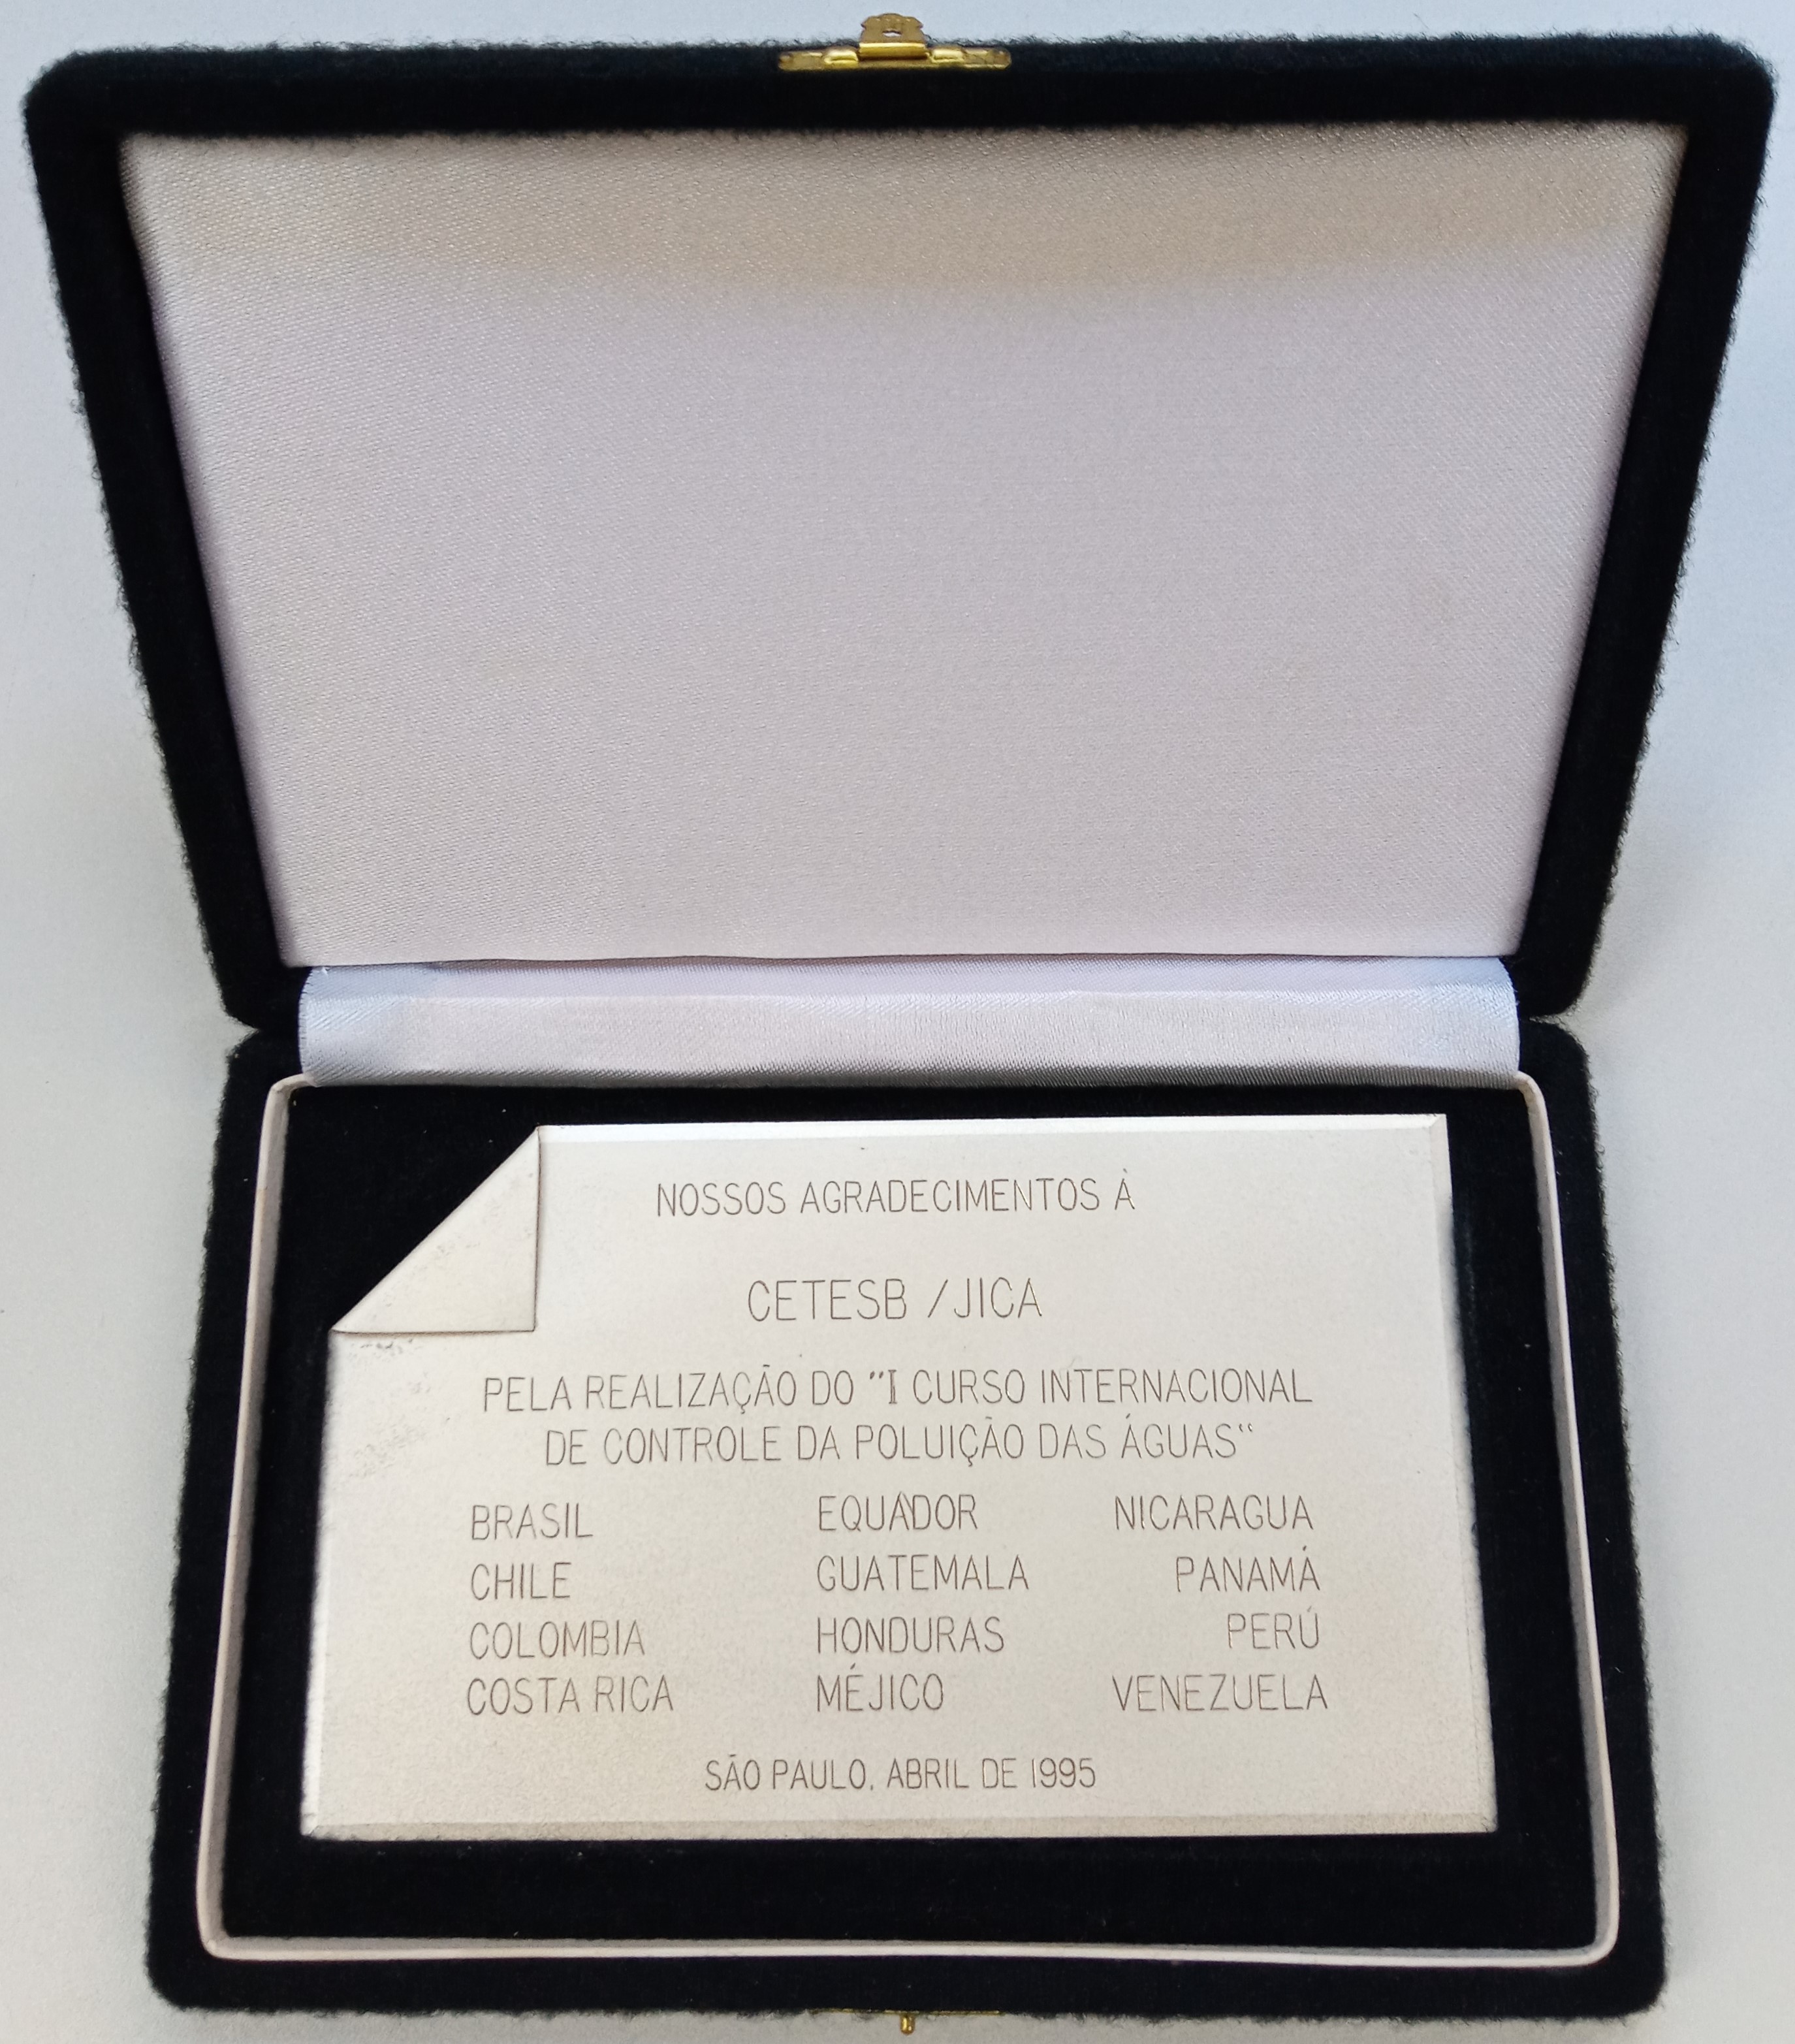 NOSSOS AGRADECIMENTOS À
CETESB / JICA
PELA REALIZAÇÃO DO "I CURSO INTERNACIONAL
DE CONTROLE DA POLUIÇÃO DAS ÁGUAS"
BRASIL EQUADOR NICARAGUA
CHILE GUATEMALA PANAMÁ
COLOMBIA HONDURAS PERÚ
COSTA RICA MÉJICO VENEZUELA
SÃO PAULO, ABRIL DE 1995